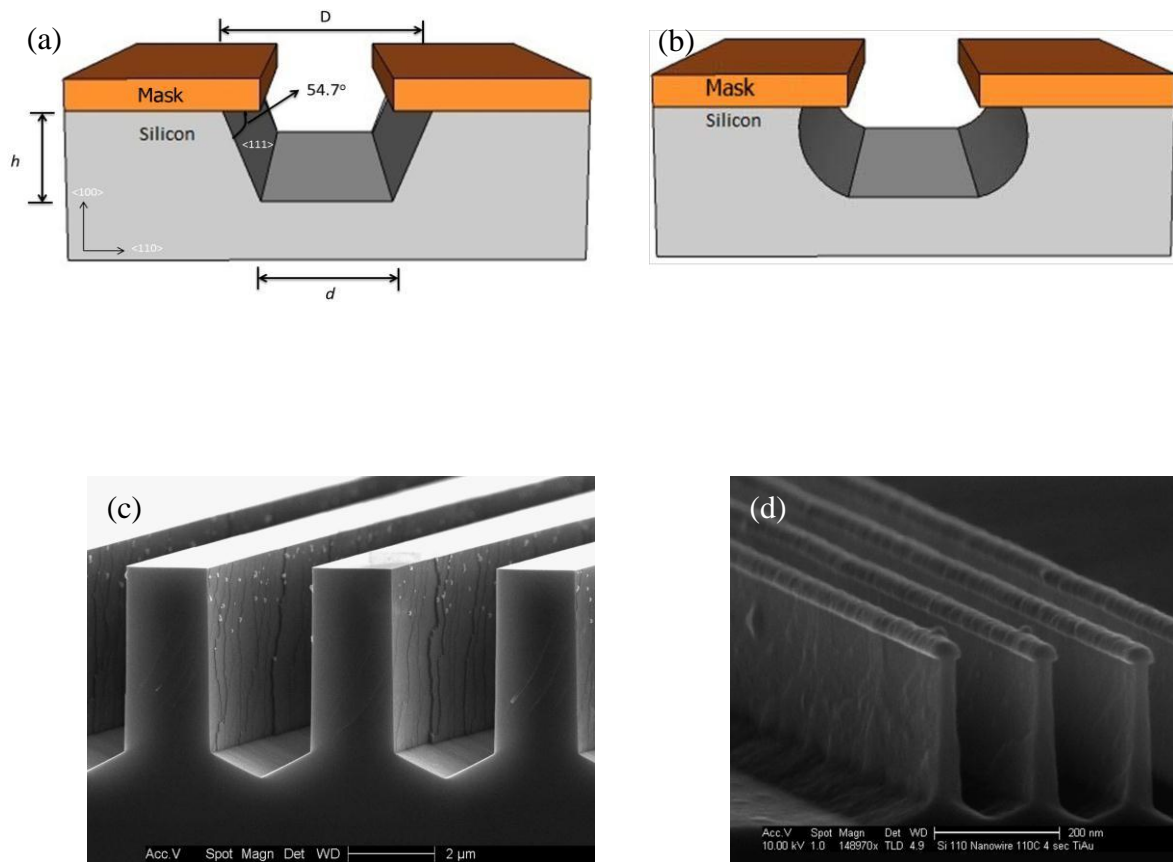 (a)
D
Mask
54.7°
Silicon
<111>
h
<100>
<110>
d
(b)
Mask
Silicon
(c)
Acc.V Spot Magn Det WD 2 µm
(d)
Acc.V Spot Magn Det WD 200 nm
10.00 kV 1.0 148970x TLD 4.9 Si 110 Nanowire 110C 4 sec TiAu